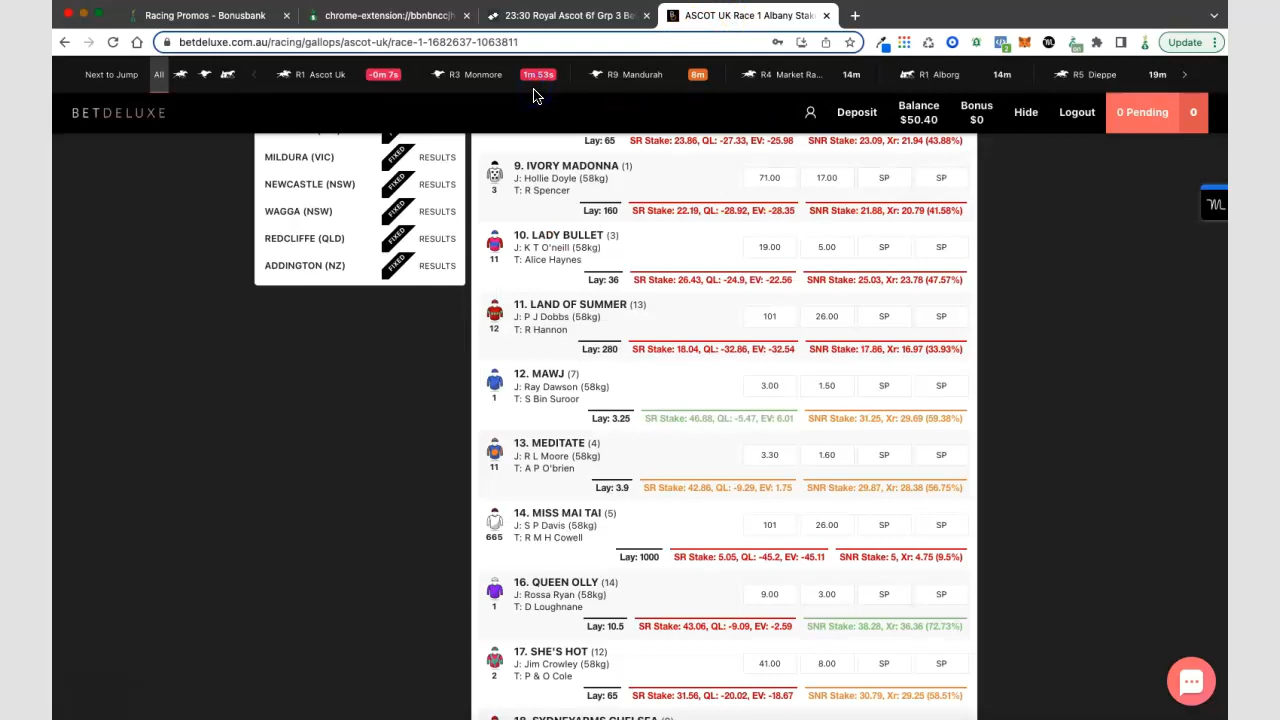 Racing Promos - Bonusbank
chrome-extension://bbnbncc
23:30 Royal Ascot 6f Grp 3 Be
ASCOT UK Race 1 Albany Stak
betdeluxe.com.au/racing/gallops/ascot-uk/race-1-1682637-1063811
Update
Next to Jump All R1 Ascot Uk -0m 7s R3 Monmore 1m 53s R9 Mandurah 8m R4 Market Ra... 14m R1 Alborg 14m R5 Dieppe 19m
BETDELUXE Deposit Balance $50.40 Bonus $0 Hide Logout 0 Pending 0
MILDURA (VIC) FIXED RESULTS
NEWCASTLE (NSW) FIXED RESULTS
WAGGA (NSW) FIXED RESULTS
REDCLIFFE (QLD) FIXED RESULTS
ADDINGTON (NZ) FIXED RESULTS
Lay: 65 SR Stake: 23.86, QL: -27.33, EV: -25.98 SNR Stake: 23.09, Xr: 21.94 (43.88%)
9. IVORY MADONNA (1)
J: Hollie Doyle (58kg) 71.00 17.00 SP SP
3 T: R Spencer
Lay: 160 SR Stake: 22.19, QL: -28.92, EV: -28.35 SNR Stake: 21.88, Xr: 20.79 (41.58%)
10. LADY BULLET (3)
J: K T O'neill (58kg) 19.00 5.00 SP SP
11 T: Alice Haynes
Lay: 36 SR Stake: 26.43, QL: -24.9, EV: -22.56 SNR Stake: 25.03, Xr: 23.78 (47.57%)
11. LAND OF SUMMER (13)
J: P J Dobbs (58kg) 101 26.00 SP SP
12 T: R Hannon
Lay: 280 SR Stake: 18.04, QL: -32.86, EV: -32.54 SNR Stake: 17.86, Xr: 16.97 (33.93%)
12. MAWJ (7)
J: Ray Dawson (58kg) 3.00 1.50 SP SP
1 T: S Bin Suroor
Lay: 3.25 SR Stake: 46.88, QL: -5.47, EV: 6.01 SNR Stake: 31.25, Xr: 29.69 (59.38%)
13. MEDITATE (4)
J: R L Moore (58kg) 3.30 1.60 SP SP
11 T: A P O'brien
Lay: 3.9 SR Stake: 42.86, QL: -9.29, EV: 1.75 SNR Stake: 29.87, Xr: 28.38 (56.75%)
14. MISS MAI TAI (5)
J: S P Davis (58kg) 101 26.00 SP SP
665 T: R M H Cowell
Lay: 1000 SR Stake: 5.05, QL: -45.2, EV: -45.11 SNR Stake: 5, Xr: 4.75 (9.5%)
16. QUEEN OLLY (14)
J: Rossa Ryan (58kg) 9.00 3.00 SP SP
1 T: D Loughnane
Lay: 10.5 SR Stake: 43.06, QL: -9.09, EV: -2.59 SNR Stake: 38.28, Xr: 36.36 (72.73%)
17. SHE'S HOT (12)
J: Jim Crowley (58kg) 41.00 8.00 SP SP
2 T: P & O Cole
Lay: 65 SR Stake: 31.56, QL: -20.02, EV: -18.67 SNR Stake: 30.79, Xr: 29.25 (58.51%)